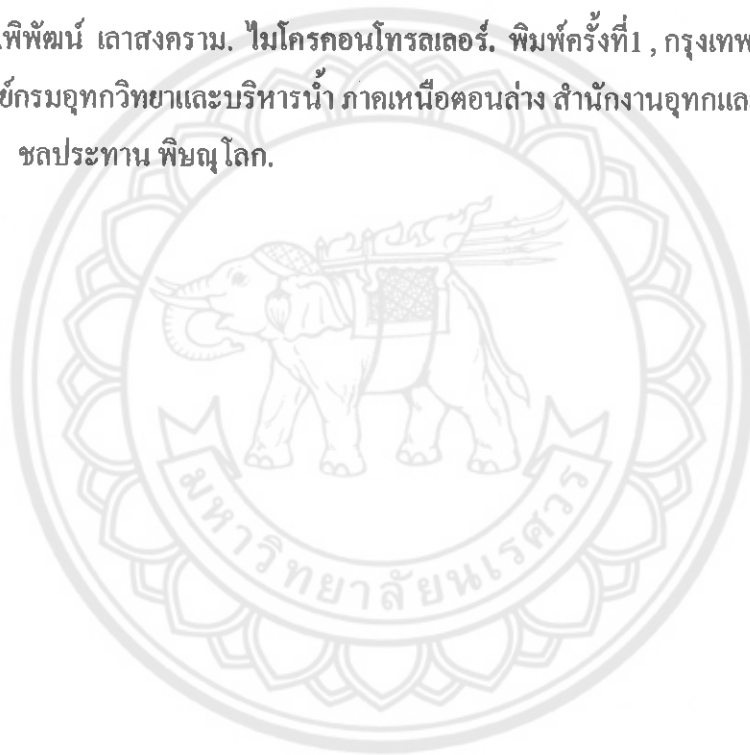 .พิพัฒน์ เลาสงคราม. ไมโครคอนโทรลเลอร์. พิมพ์ครั้งที่1 , กรุงเทพ
ย์กรมอุทกวิทยาและบริหารน้ำ ภาคเหนือตอนล่าง สำนักงานอุทกและ
ชลประทาน พิษณุโลก.
มหาวิทยาลัยนเรศวร